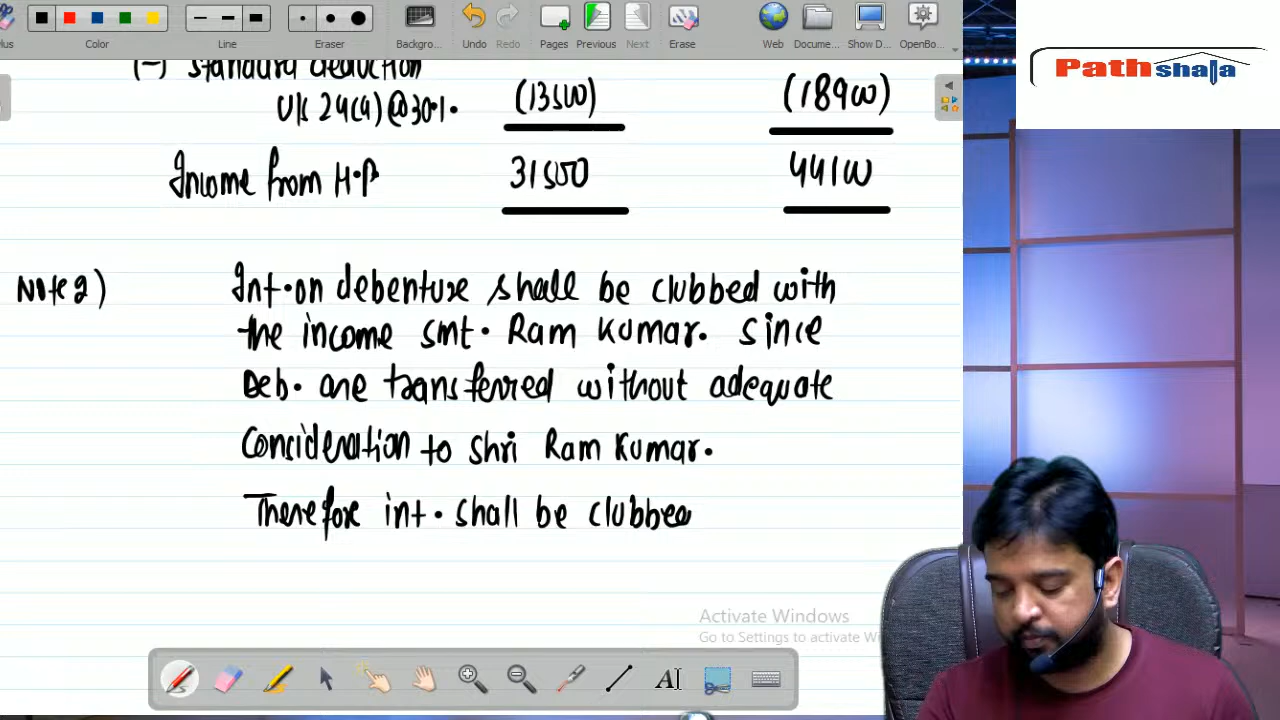 Color Line Eraser Backgro... Undo Redo Pages Previous Next Erase Web Docume... Show D... OpenBo...
Pathshala
(-) Standard deduction
U/s 24(a) @ 30%. (13500) (18900)
Income from H.P 31500 44100
Note 2) Int. on debenture shall be clubbed with
the income smt. Ram Kumar. Since
Deb. are transferred without adequate
Concideration to Shri Ram Kumar.
Therefore int. shall be clubbed
Activate Windows
Go to Settings to activate Wi